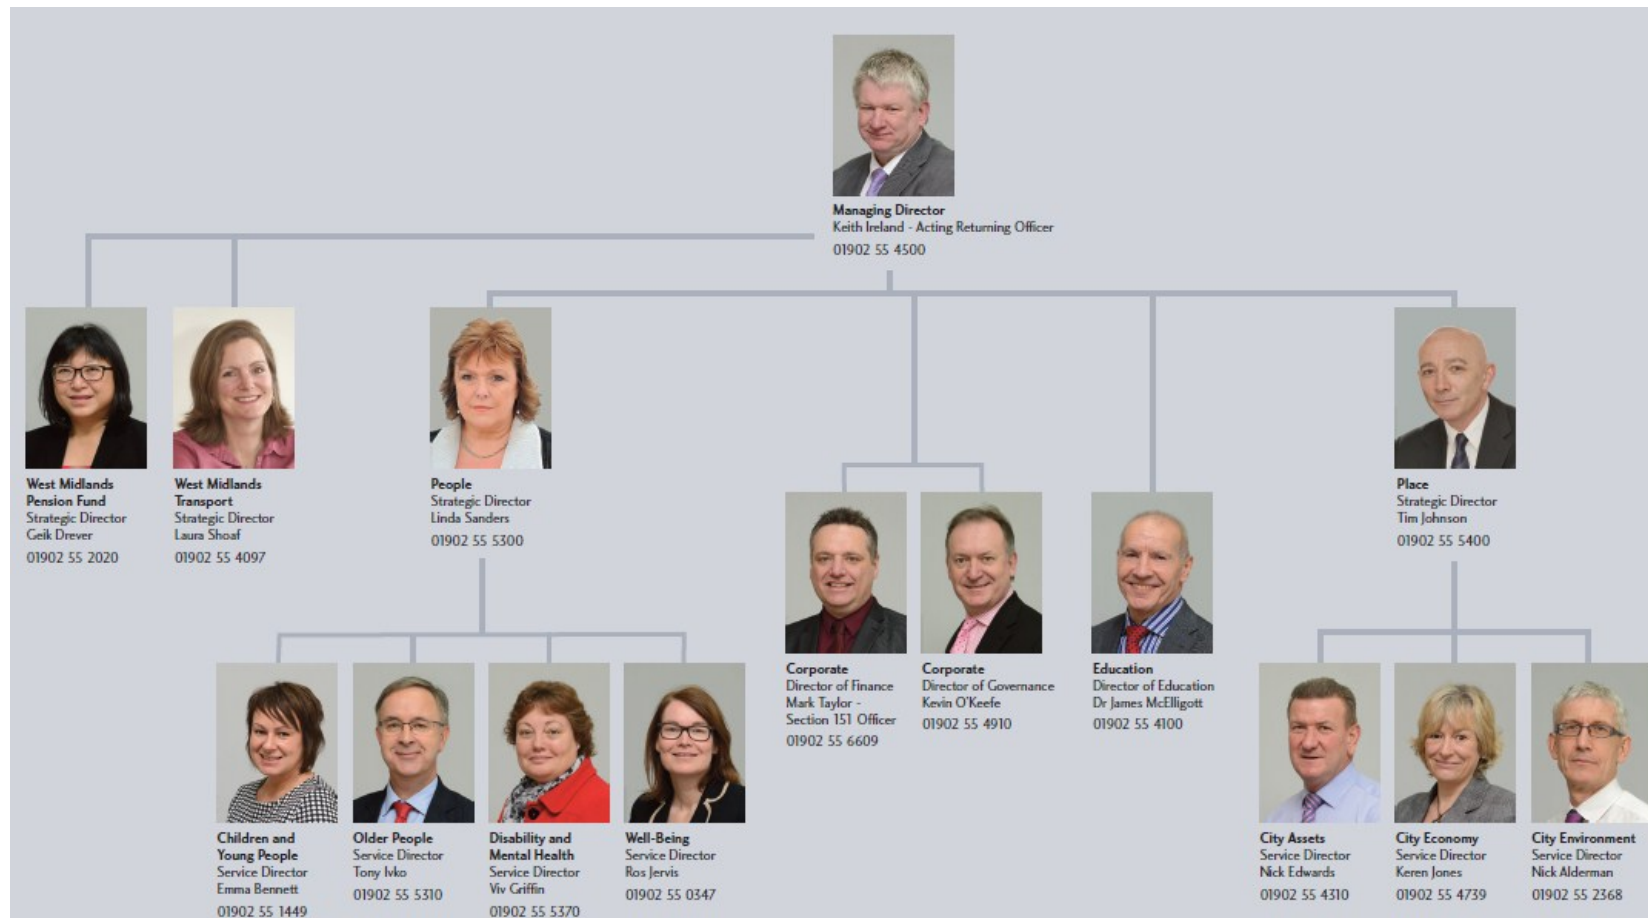 Managing Director
Keith Ireland - Acting Returning Officer
01902 55 4500
West Midlands
Pension Fund
Strategic Director
Geik Drever
01902 55 2020
West Midlands
Transport
Strategic Director
Laura Shoaf
01902 55 4097
People
Strategic Director
Linda Sanders
01902 55 5300
Place
Strategic Director
Tim Johnson
01902 55 5400
Corporate
Director of Finance
Mark Taylor -
Section 151 Officer
01902 55 6609
Corporate
Director of Governance
Kevin O'Keefe
01902 55 4910
Education
Director of Education
Dr James McElligott
01902 55 4100
Children and
Young People
Service Director
Emma Bennett
01902 55 1449
Older People
Service Director
Tony Ivko
01902 55 5310
Disability and
Mental Health
Service Director
Viv Griffin
01902 55 5370
Well-Being
Service Director
Ros Jervis
01902 55 0347
City Assets
Service Director
Nick Edwards
01902 55 4310
City Economy
Service Director
Keren Jones
01902 55 4739
City Environment
Service Director
Nick Alderman
01902 55 2368